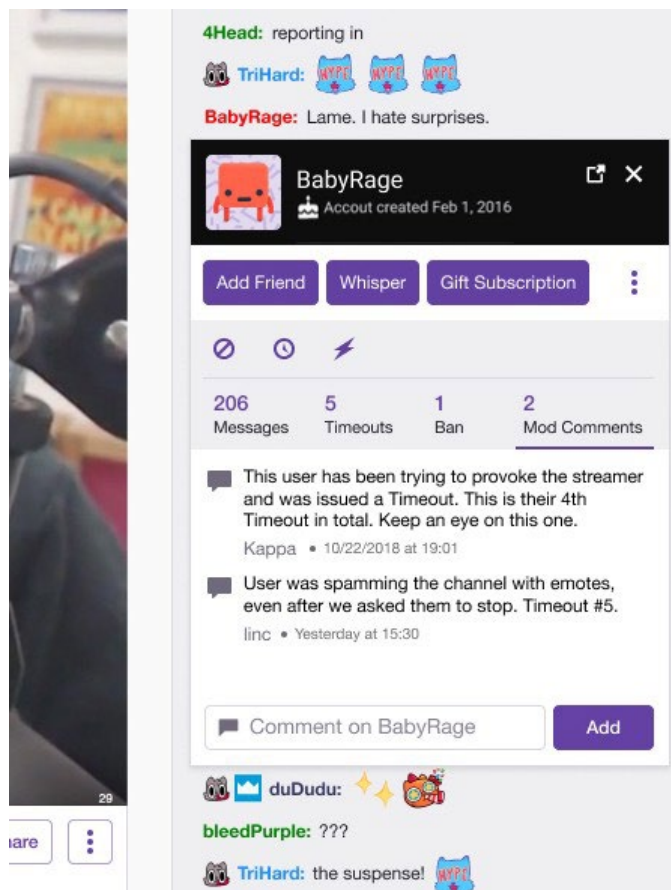 4Head: reporting in
TriHard: HYPE HYPE HYPE
BabyRage: Lame. I hate surprises.
BabyRage
Accout created Feb 1, 2016
Add Friend Whisper Gift Subscription
206 5 1 2
Messages Timeouts Ban Mod Comments
This user has been trying to provoke the streamer
and was issued a Timeout. This is their 4th
Timeout in total. Keep an eye on this one.
Kappa • 10/22/2018 at 19:01
User was spamming the channel with emotes,
even after we asked them to stop. Timeout #5.
linc • Yesterday at 15:30
Comment on BabyRage Add
29
duDudu:
are
bleedPurple: ???
TriHard: the suspense! HYPE